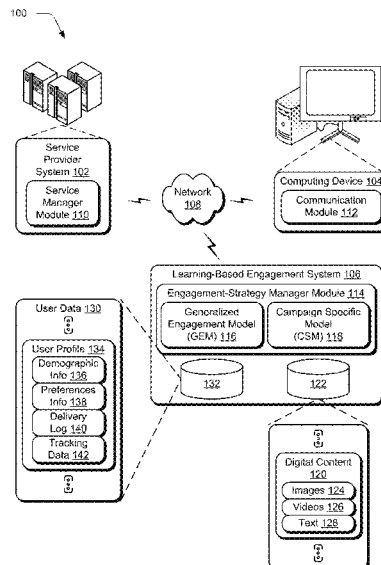 100
Service
Provider
System 102
Service
Manager
Module 110
Network
108
Computing Device 104
Communication
Module 112
Learning-Based Engagement System 106
Engagement-Strategy Manager Module 114
Generalized
Engagement Model
(GEM) 116
Campaign Specific
Model
(CSM) 118
132
122
User Data 130
User Profile 134
Demographic
Info 136
Preferences
Info 138
Delivery
Log 140
Tracking
Data 142
Digital Content
120
Images 124
Videos 126
Text 128